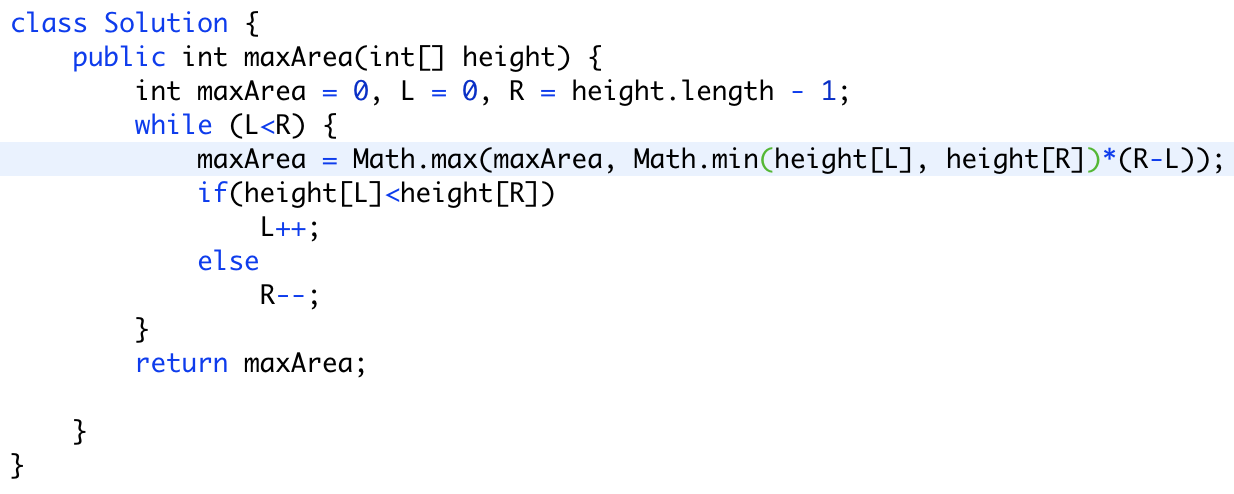 class Solution {
    public int maxArea(int[] height) {
        int maxArea = 0, L = 0, R = height.length - 1;
        while (L<R) {
            maxArea = Math.max(maxArea, Math.min(height[L], height[R])*(R-L));
            if(height[L]<height[R])
                L++;
            else
                R--;
        }
        return maxArea;

    }
}